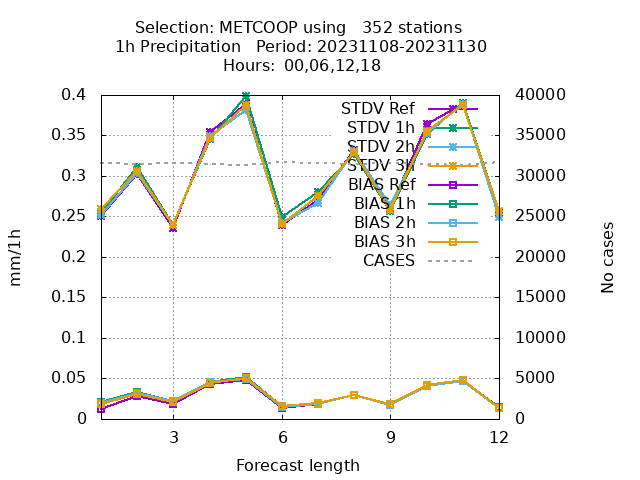 Selection: METCOOP using   352 stations
1h Precipitation   Period: 20231108-20231130
Hours: 00,06,12,18
0.4
0.35
0.3
0.25
0.2
0.15
0.1
0.05
0
mm/1h
STDV Ref
STDV 1h
STDV 2h
STDV 3h
BIAS Ref
BIAS 1h
BIAS 2h
BIAS 3h
CASES
40000
35000
30000
25000
20000
15000
10000
5000
0
No cases
3 6 9 12
Forecast length